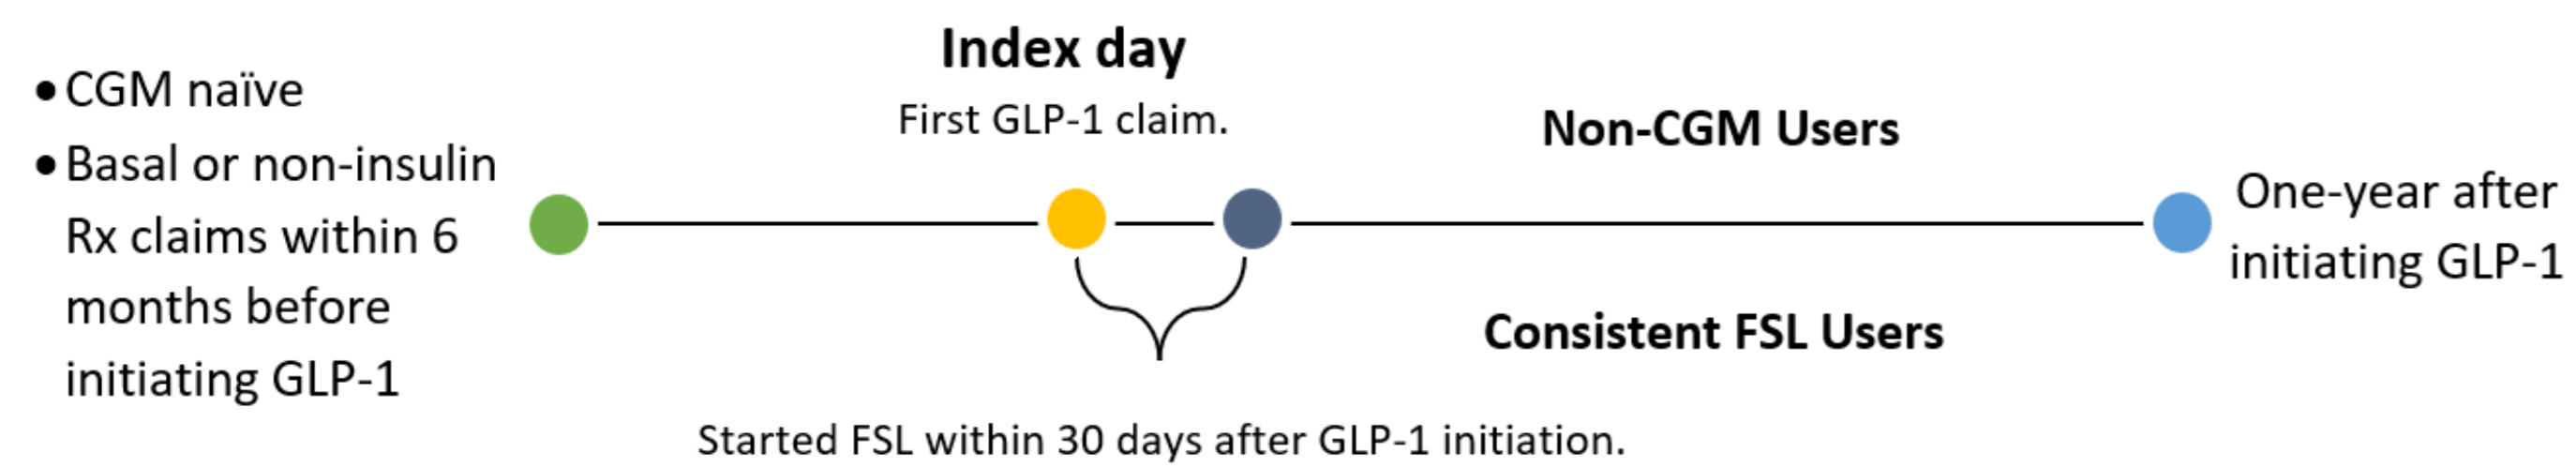 • CGM naïve
• Basal or non-insulin
Rx claims within 6
months before
initiating GLP-1
Index day
First GLP-1 claim.
Started FSL within 30 days after GLP-1 initiation.
Non-CGM Users
Consistent FSL Users
One-year after
initiating GLP-1